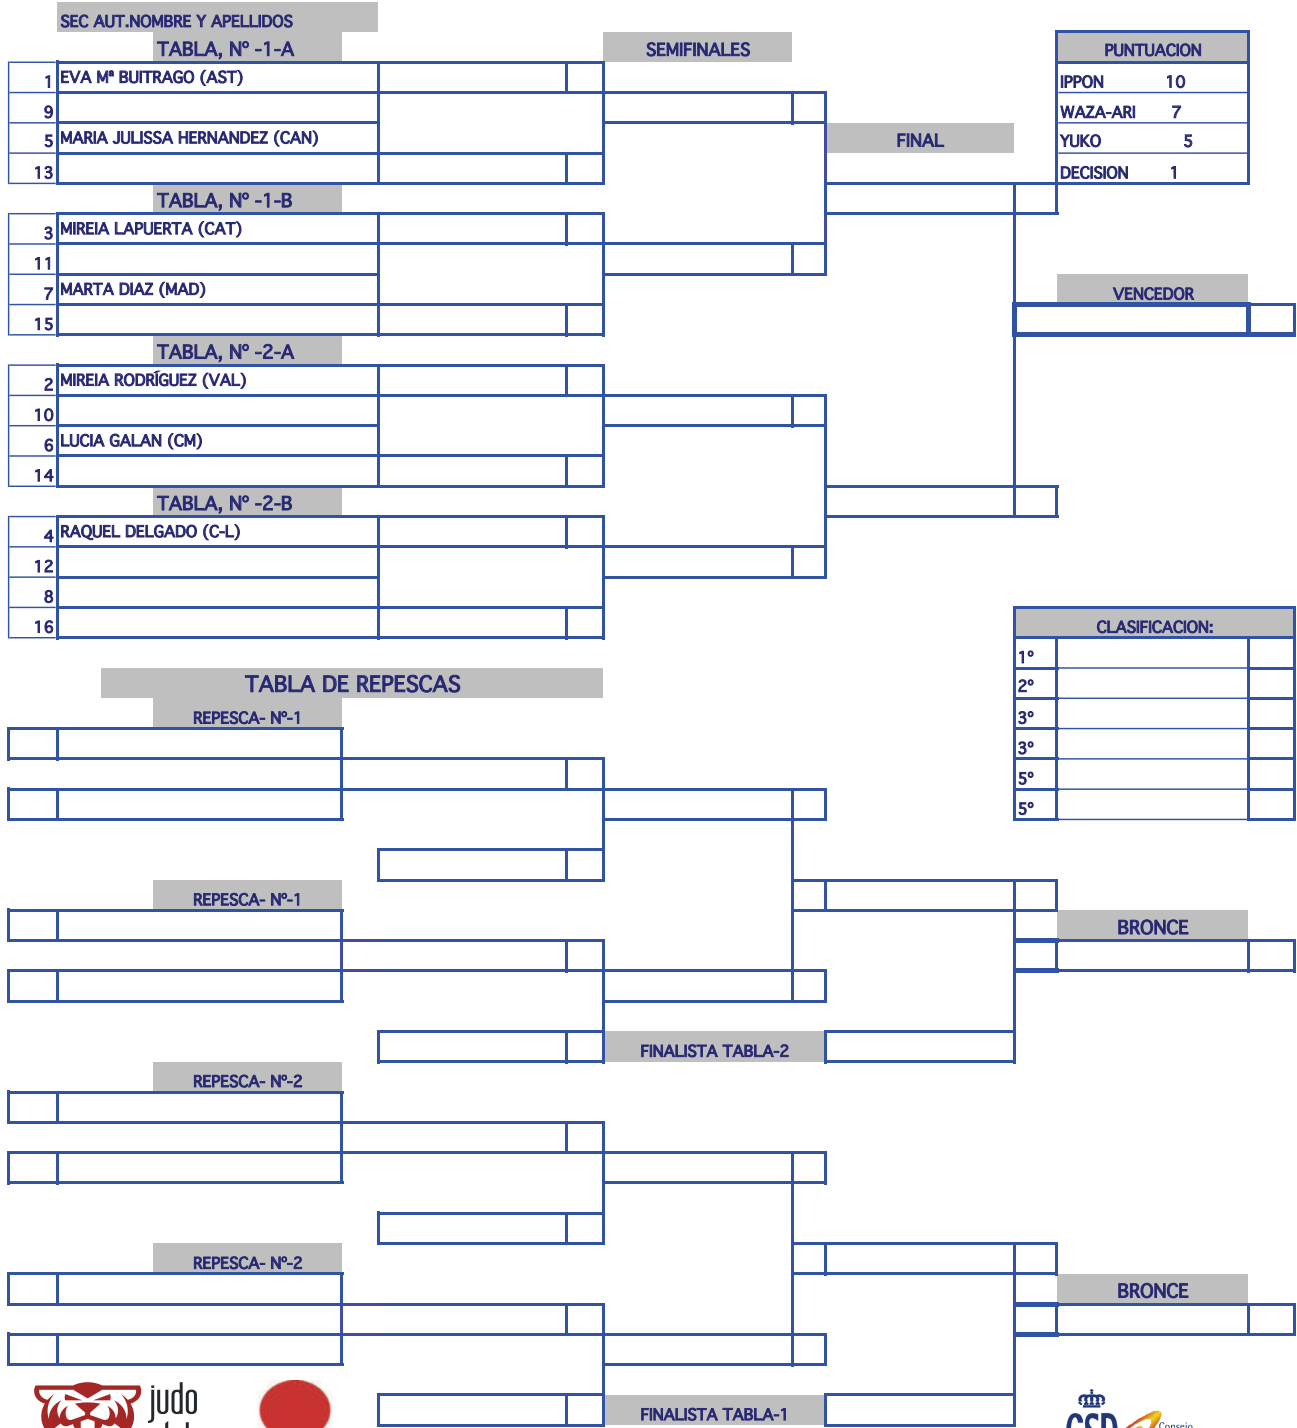 SEC AUT.NOMBRE Y APELLIDOS
TABLA, Nº -1-A
SEMIFINALES
PUNTUACION
1 EVA Mª BUITRAGO (AST)
IPPON 10
9
WAZA-ARI 7
5 MARIA JULISSA HERNANDEZ (CAN)
FINAL
YUKO 5
13
DECISION 1
TABLA, Nº -1-B
3 MIREIA LAPUERTA (CAT)
11
7 MARTA DIAZ (MAD)
VENCEDOR
15
TABLA, Nº -2-A
2 MIREIA RODRÍGUEZ (VAL)
10
6 LUCIA GALAN (CM)
14
TABLA, Nº -2-B
4 RAQUEL DELGADO (C-L)
12
8
16
CLASIFICACION:
1º
2º
3º
3º
5º
5º
TABLA DE REPESCAS
REPESCA- Nº-1
REPESCA- Nº-1
BRONCE
FINALISTA TABLA-2
REPESCA- Nº-2
REPESCA- Nº-2
BRONCE
FINALISTA TABLA-1
judo
CSD
Consejo